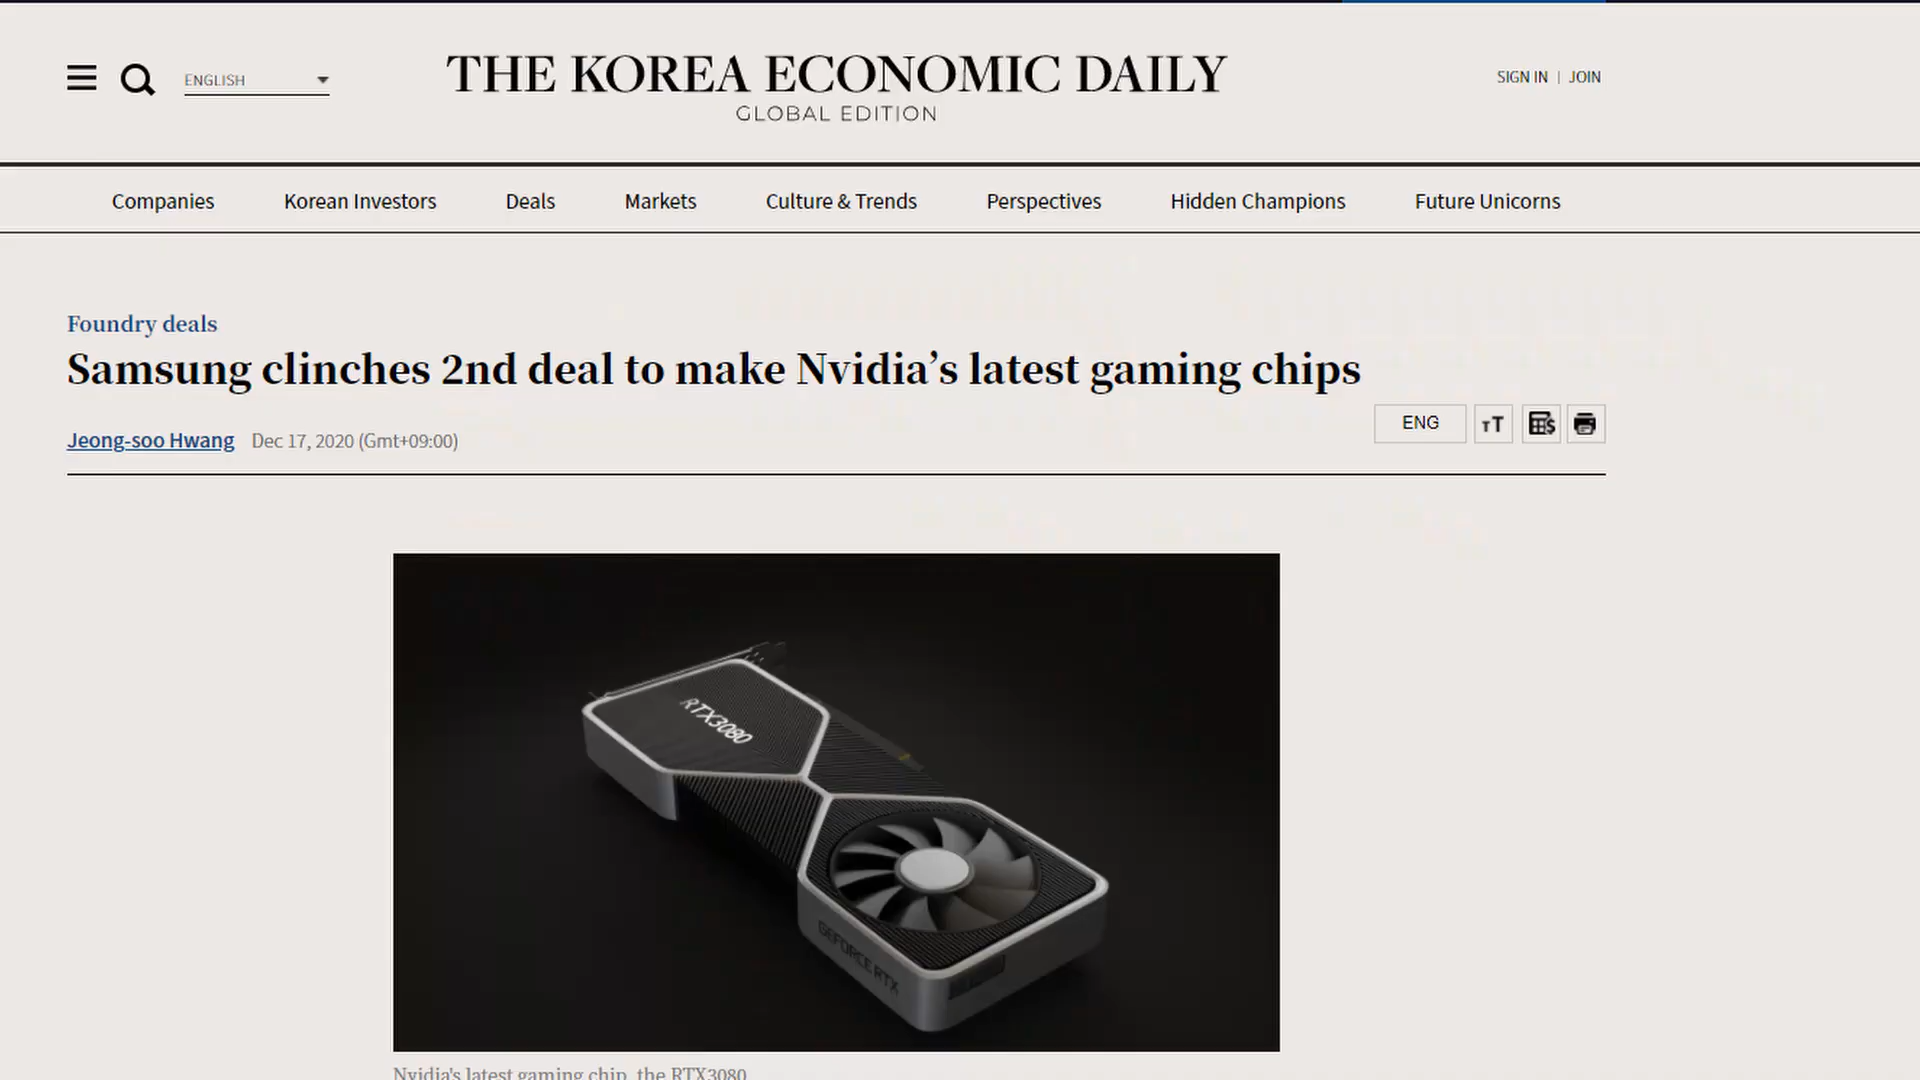 ENGLISH
THE KOREA ECONOMIC DAILY
GLOBAL EDITION
SIGN IN | JOIN
Companies Korean Investors Deals Markets Culture & Trends Perspectives Hidden Champions Future Unicorns
Foundry deals
Samsung clinches 2nd deal to make Nvidia’s latest gaming chips
Jeong-soo Hwang Dec 17, 2020 (Gmt+09:00)
ENG
TT
RTX3080
GEFORCE RTX
Nvidia's latest gaming chip, the RTX3080